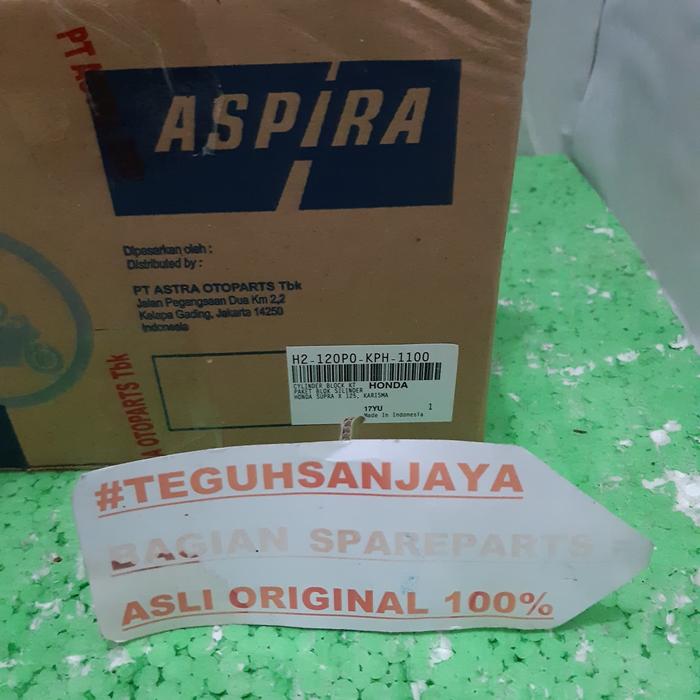 PT AS
ASPIRA
Dipasarkan oleh :
Distributed by :
PT ASTRA OTOPARTS Tbk
Jalan Pegangsaan Dua Km 2,2
Kelapa Gading, Jakarta 14250
Indonesia
A OTOPARTS Tbk
H2-120P0-KPH-1100
CYLINDER BLOCK KT HONDA
PAKET BLOK SILINDER
HONDA SUPRA X 125, KARISMA
17YU 1
Made In Indonesia
#TEGUHSANJAYA
BAGIAN SPAREPARTS
ASLI ORIGINAL 100%